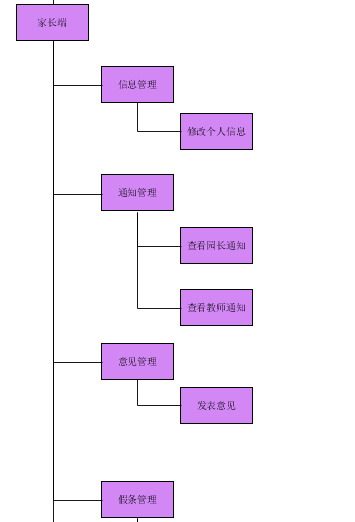 家长端
信息管理
修改个人信息
通知管理
查看园长通知
查看教师通知
意见管理
发表意见
假条管理